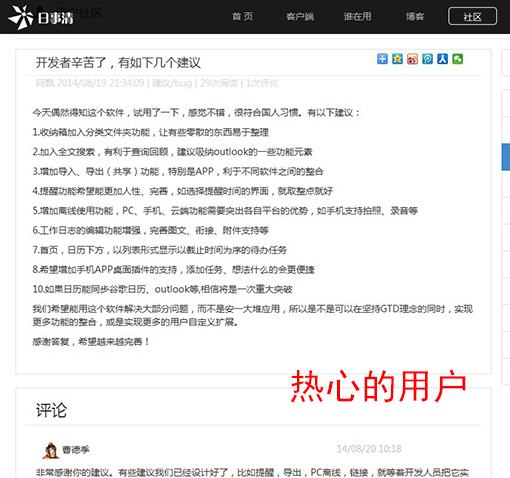 日事清
用户社区
首 页
客户端
谁在用
博客
社区
开发者辛苦了，有如下几个建议
阿飘 2014/08/19 21:34:09 | 建议/bug | 29次阅读 | 1次评论
今天偶然得知这个软件，试用了一下，感觉不错，很符合国人习惯。有以下建议：
1.收纳箱加入分类文件夹功能，让有些零散的东西易于整理
2.加入全文搜索，有利于查询回顾，建议吸纳outlook的一些功能元素
3.增加导入、导出（共享）功能，特别是APP，利于不同软件之间的整合
4.提醒功能希望能更加人性、完善，如选择提醒时间的界面，就取整点就好
5.增加离线使用功能，PC、手机、云端功能需要突出各自平台的优势，如手机支持拍照、录音等
6.工作日志的编辑功能增强，完善图文、衔接、附件支持等
7.首页，日历下方，以列表形式显示以截止时间为序的待办任务
8.希望增加手机APP桌面插件的支持，添加任务、想法什么的会更便捷
10.如果日历能同步谷歌日历、outlook等,相信将是一次重大突破
我们希望能用这个软件解决大部分问题，而不是安一大堆应用，所以是不是可以在坚持GTD理念的同时，实现
更多功能的整合，或是实现更多的用户自定义扩展。
感谢答复，希望越来越完善！
热心的用户
评论
曹德季
14/08/20 10:18
非常感谢你的建议。有些建议我们已经设计好了，比如提醒，导出，PC离线，链接，就等着开发人员把它实